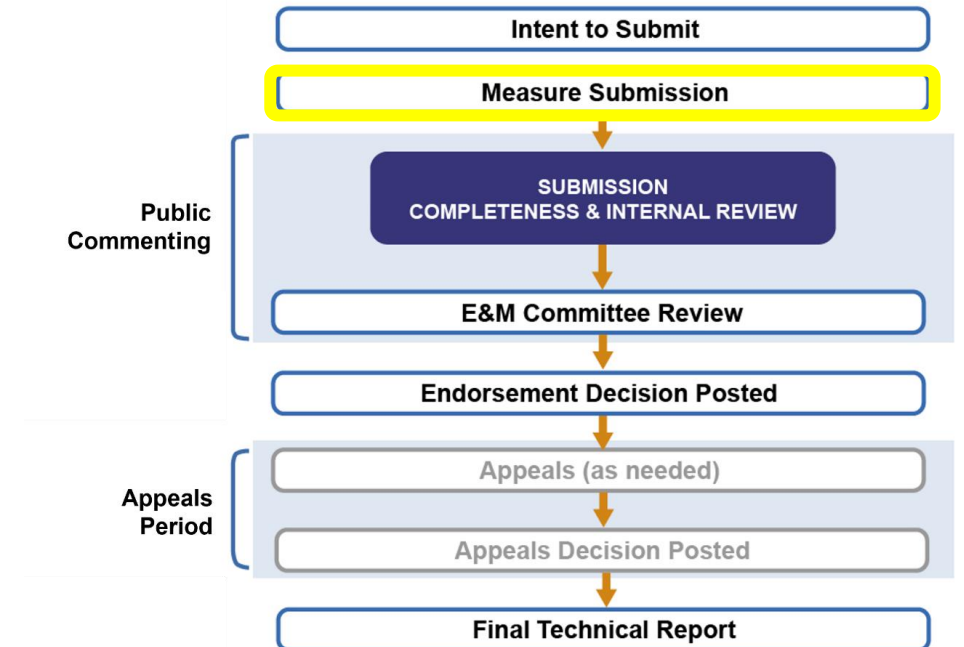 Intent to Submit
Measure Submission
SUBMISSION
COMPLETENESS & INTERNAL REVIEW
Public
Commenting
E&M Committee Review
Endorsement Decision Posted
Appeals (as needed)
Appeals
Period
Appeals Decision Posted
Final Technical Report